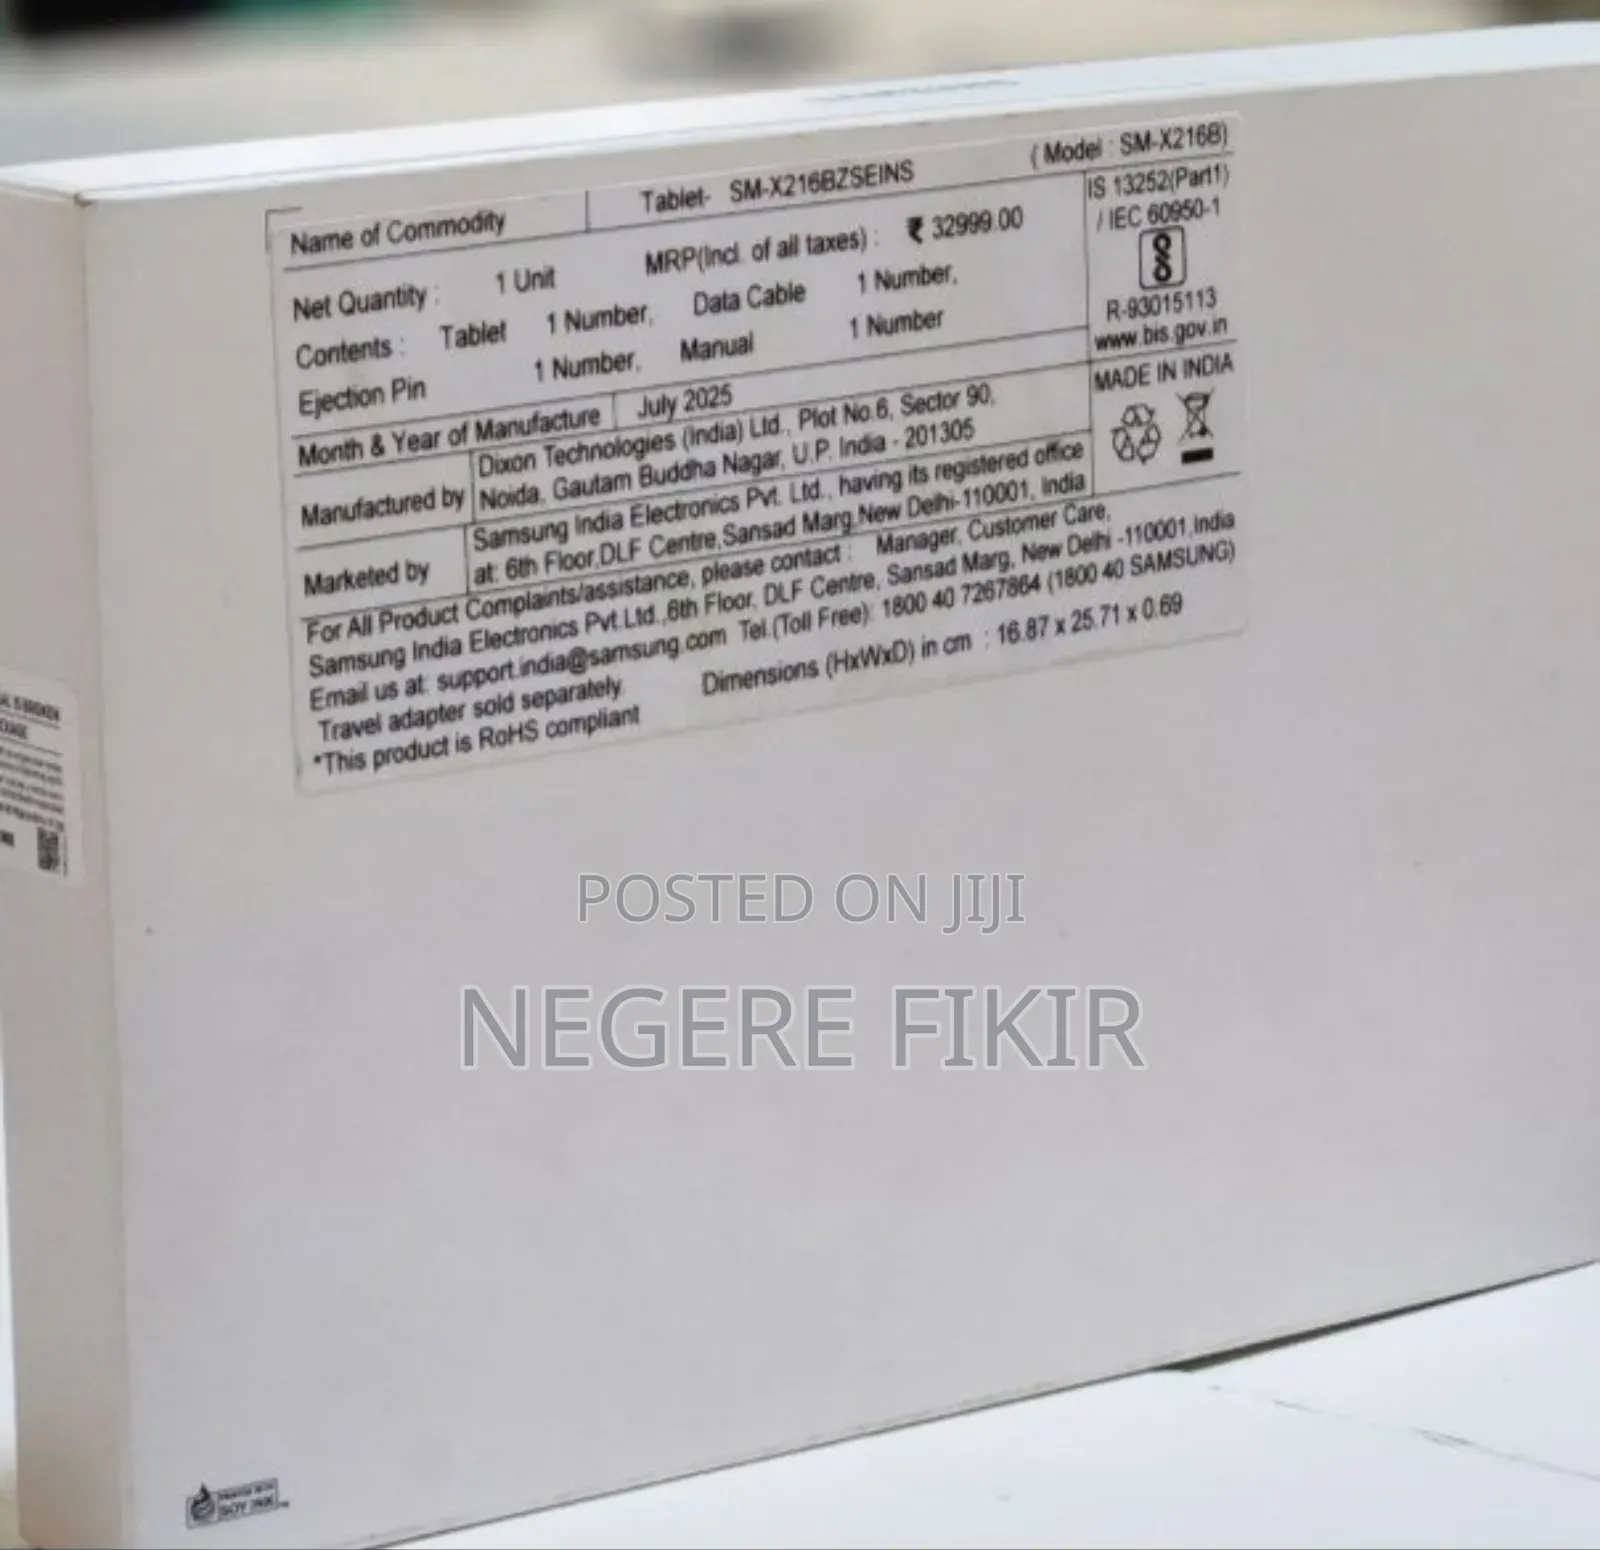 Name of Commodity Tablet- SM-X216BZSEINS ( Model : SM-X216B)
Net Quantity : 1 Unit MRP(Incl. of all taxes) : ₹ 32999.00
Contents : Tablet 1 Number, Data Cable 1 Number,
Ejection Pin 1 Number, Manual 1 Number
IS 13252(Part1)
/ IEC 60950-1
R-93015113
www.bis.gov.in
Month & Year of Manufacture July 2025
MADE IN INDIA
Manufactured by Dixon Technologies (India) Ltd., Plot No.6, Sector 90,
Noida, Gautam Buddha Nagar, U.P. India - 201305
Marketed by Samsung India Electronics Pvt. Ltd., having its registered office
at: 6th Floor,DLF Centre,Sansad Marg,New Delhi-110001, India
For All Product Complaints/assistance, please contact : Manager, Customer Care,
Samsung India Electronics Pvt.Ltd.,6th Floor, DLF Centre, Sansad Marg, New Delhi -110001,India
Email us at: support.india@samsung.com Tel.(Toll Free): 1800 40 7267864 (1800 40 SAMSUNG)
Travel adapter sold separately Dimensions (HxWxD) in cm : 16.87 x 25.71 x 0.69
*This product is RoHS compliant
BROKEN
POSTED ON JIJI
NEGERE FIKIR
PRINTED WITH
SOY INK